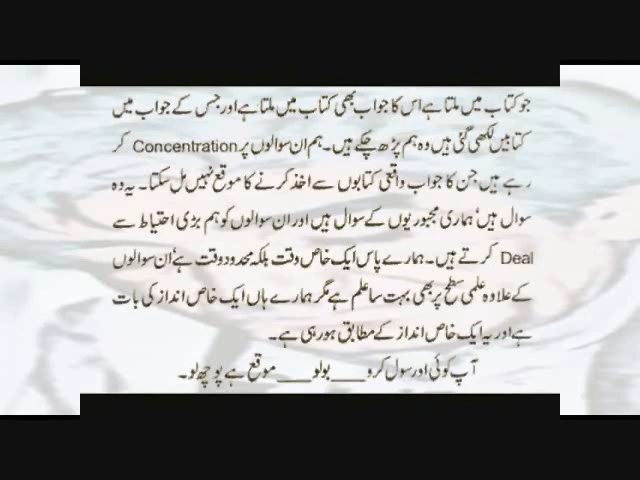 جو کتاب میں ملتا ہے اس کا جواب بھی کتاب میں ملتا ہے اور جس کے جواب میں
کتابیں لکھی گئی ہیں وہ ہم پڑھ چکے ہیں۔ ہم ان سوالوں پر Concentration کر
رہے ہیں جن کا جواب واقعی کتابوں سے اخذ کرنے کا موقع نہیں مل سکتا۔ یہ وہ
سوال ہیں، ہماری مجبوریوں کے سوال ہیں اور ان سوالوں کو ہم بڑی احتیاط سے
Deal کرتے ہیں۔ ہمارے پاس ایک خاص وقت بلکہ محدود وقت ہے، اُن سوالوں
کے علاوہ علمی سطح پر بھی بہت سا علم ہے مگر ہمارے ہاں ایک خاص انداز کی بات
ہے اور یہ ایک خاص انداز کے مطابق ہو رہی ہے۔
آپ کوئی اور سول کرو ___ بولو ___ موقع ہے پوچھ لو۔